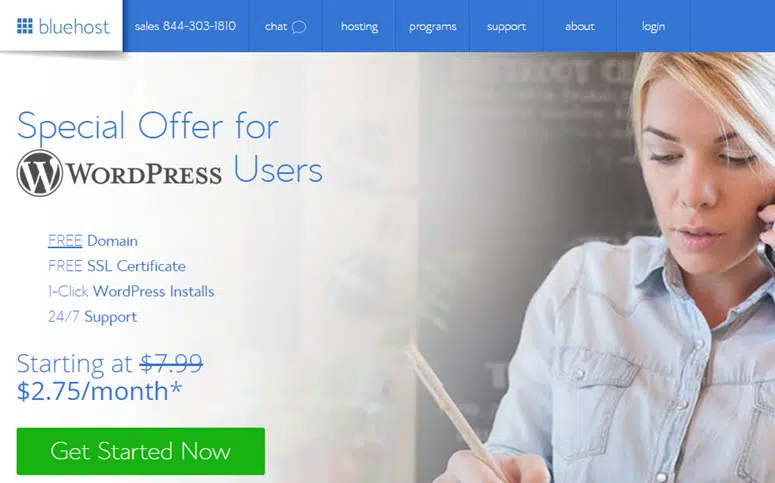 bluehost
sales 844-303-1810
chat
hosting
programs
support
about
login
Special Offer for
WORDPRESS Users
FREE Domain
FREE SSL Certificate
1-Click WordPress Installs
24/7 Support
Starting at $7.99
$2.75/month*
Get Started Now